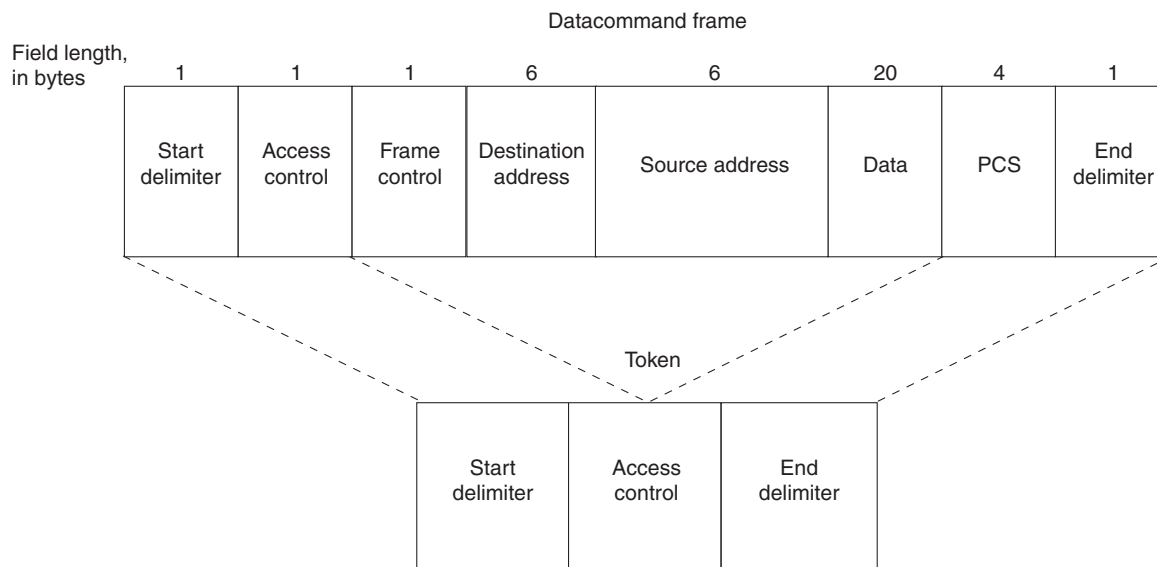 Datacommand frame
Field length,
in bytes
1 1 1 6 6 20 4 1
Start
delimiter
Access
control
Frame
control
Destination
address
Source address
Data
PCS
End
delimiter
Token
Start
delimiter
Access
control
End
delimiter